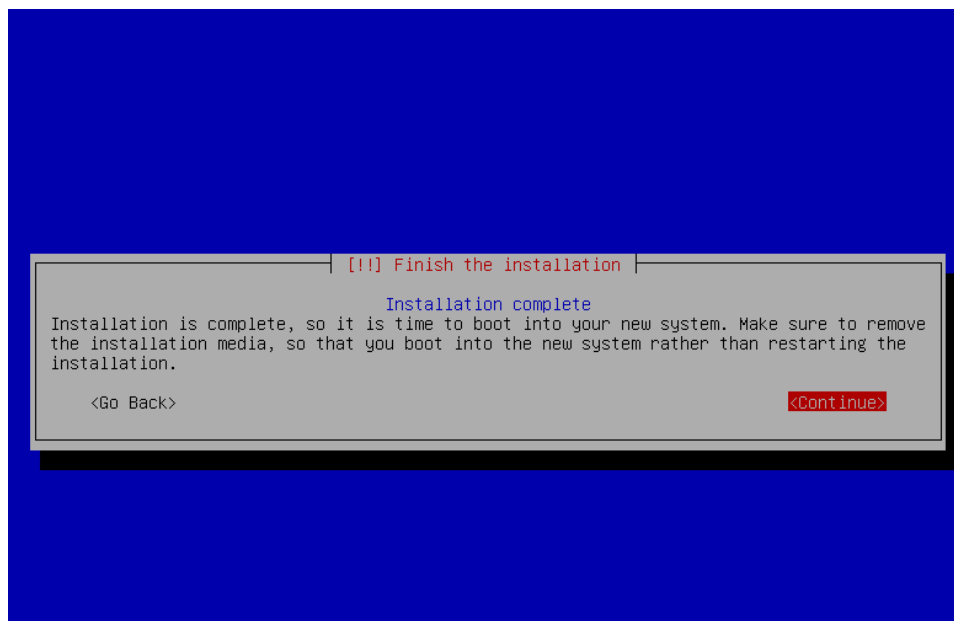 [!!] Finish the installation
Installation complete
Installation is complete, so it is time to boot into your new system. Make sure to remove
the installation media, so that you boot into the new system rather than restarting the
installation.
<Go Back> <Continue>